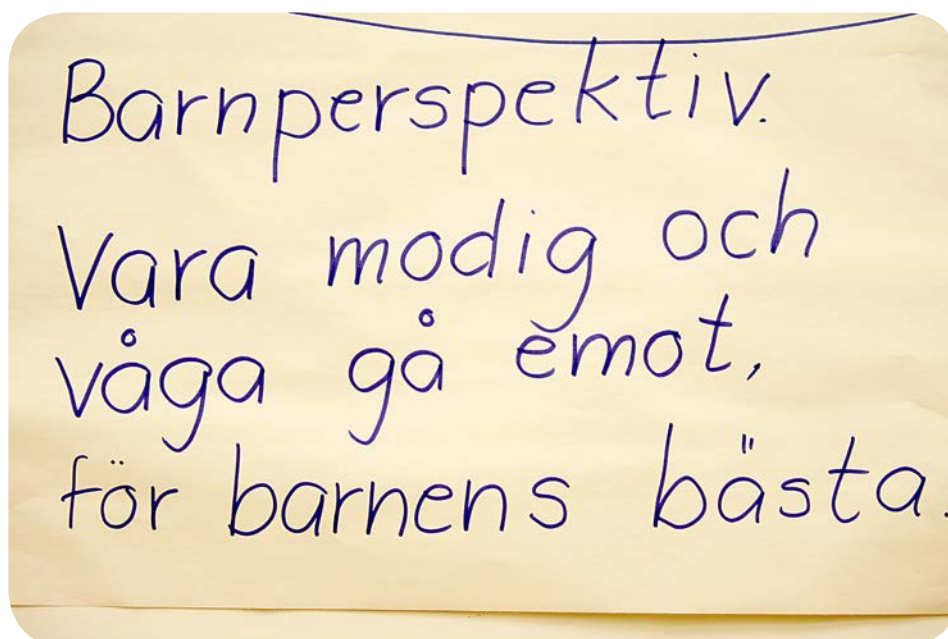 Barnperspektiv.
Vara modig och
våga gå emot,
för barnens bästa.